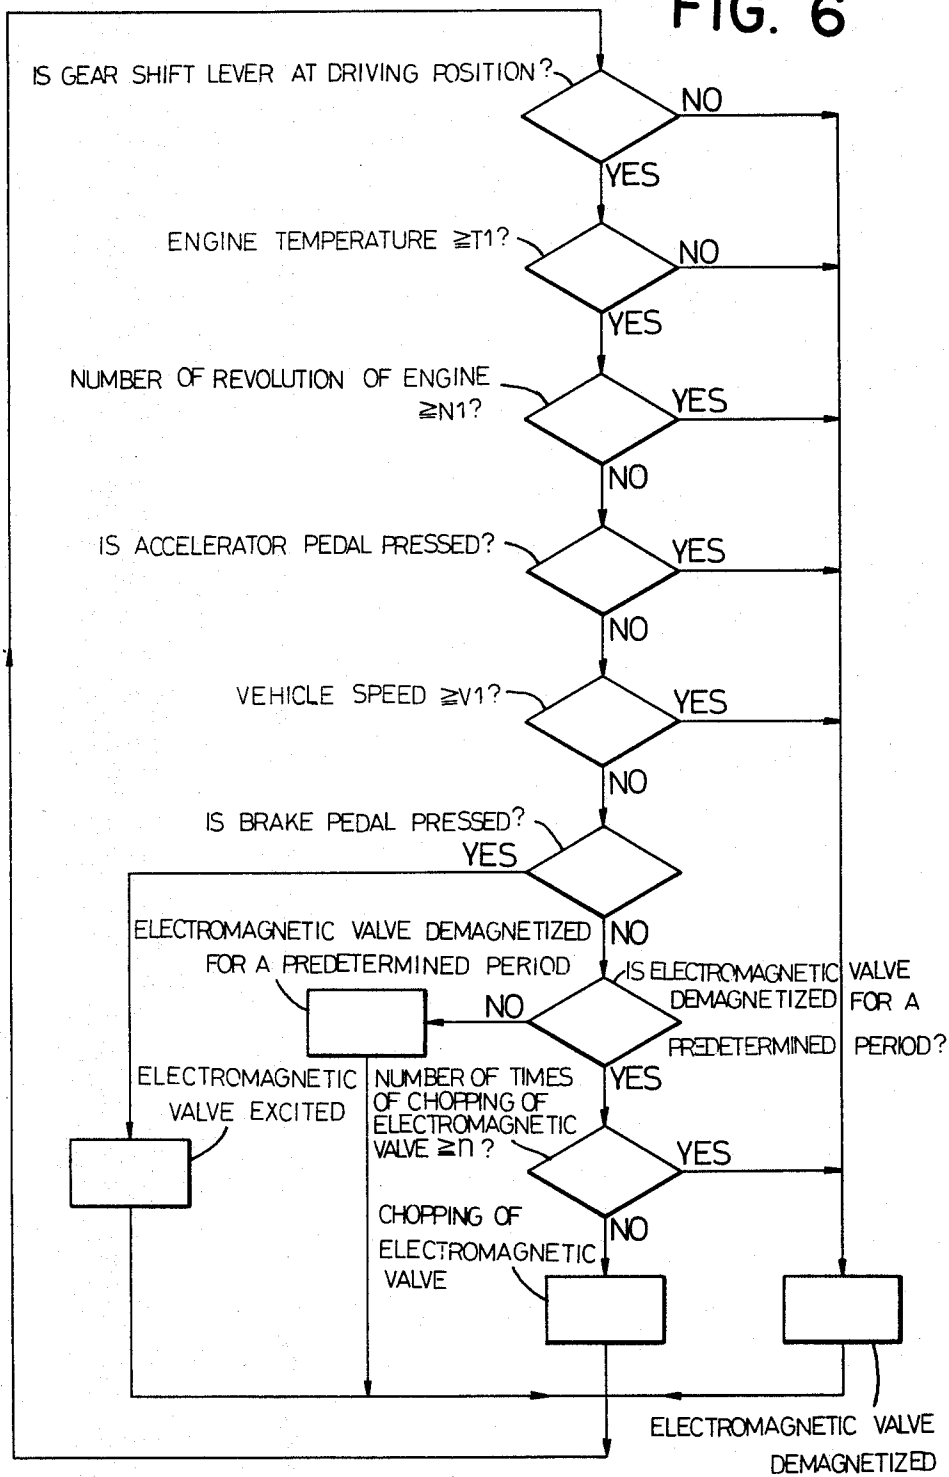 FIG. 6
IS GEAR SHIFT LEVER AT DRIVING POSITION?
NO
YES
ENGINE TEMPERATURE ≧T1?
NO
YES
NUMBER OF REVOLUTION OF ENGINE
≧N1?
YES
NO
IS ACCELERATOR PEDAL PRESSED?
YES
NO
VEHICLE SPEED ≧V1?
YES
NO
IS BRAKE PEDAL PRESSED?
YES
NO
ELECTROMAGNETIC VALVE DEMAGNETIZED
FOR A PREDETERMINED PERIOD
IS ELECTROMAGNETIC VALVE
DEMAGNETIZED FOR A
PREDETERMINED PERIOD?
NO
YES
ELECTROMAGNETIC
VALVE EXCITED
NUMBER OF TIMES
OF CHOPPING OF
ELECTROMAGNETIC
VALVE ≧n?
YES
NO
CHOPPING OF
ELECTROMAGNETIC
VALVE
ELECTROMAGNETIC VALVE
DEMAGNETIZED